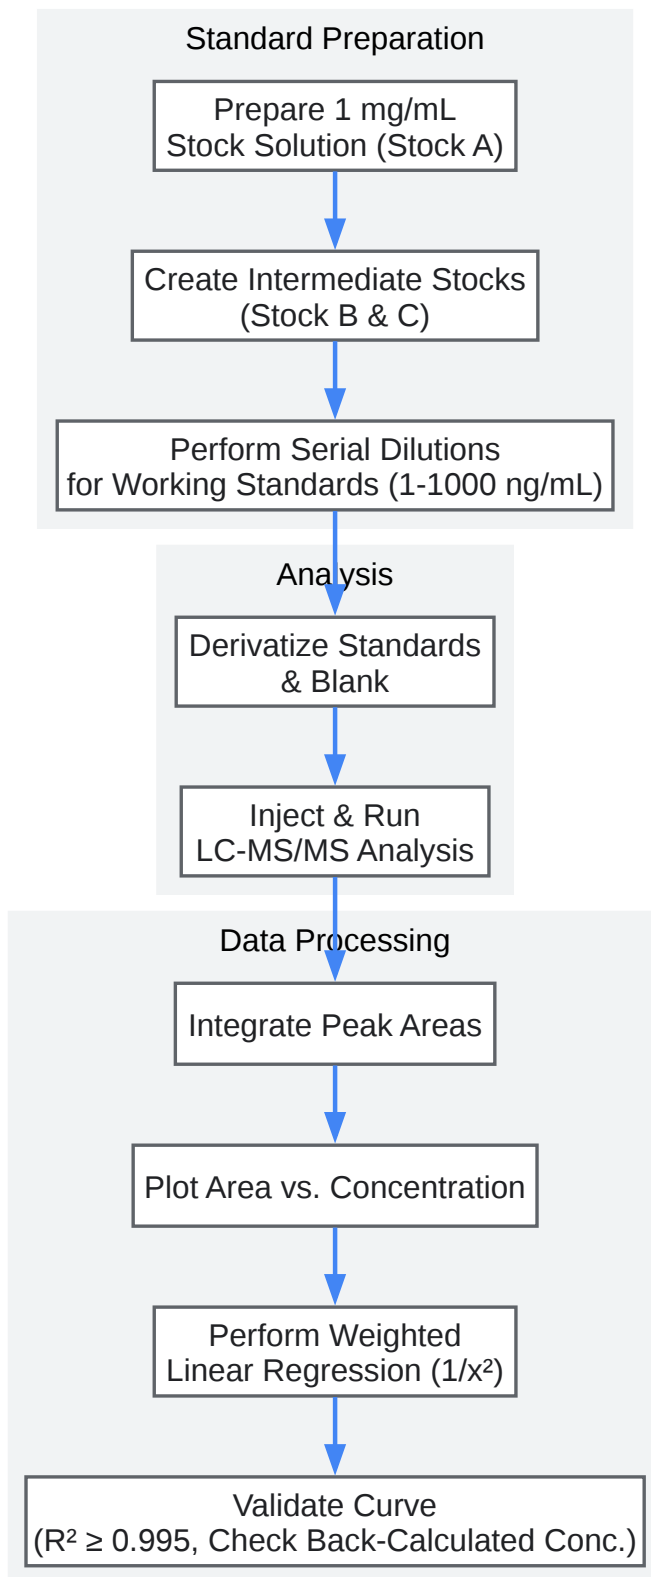 Standard Preparation
Prepare 1 mg/mL
Stock Solution (Stock A)
Create Intermediate Stocks
(Stock B & C)
Perform Serial Dilutions
for Working Standards (1-1000 ng/mL)
Analysis
Derivatize Standards
& Blank
Inject & Run
LC-MS/MS Analysis
Data Processing
Integrate Peak Areas
Plot Area vs. Concentration
Perform Weighted
Linear Regression (1/x²)
Validate Curve
(R² ≥ 0.995, Check Back-Calculated Conc.)